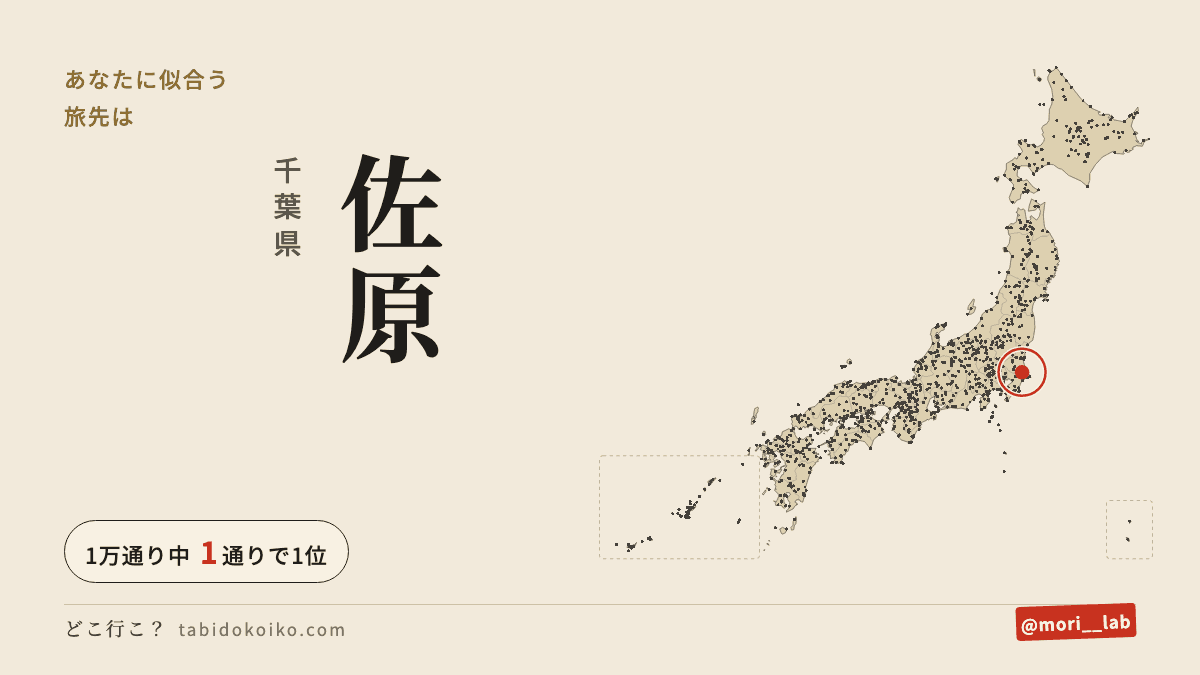 あなたに似合う
旅先は
佐原
千葉県
1万通り中 1通りで1位
どこ行こ？ tabidokoiko.com
@mori__lab